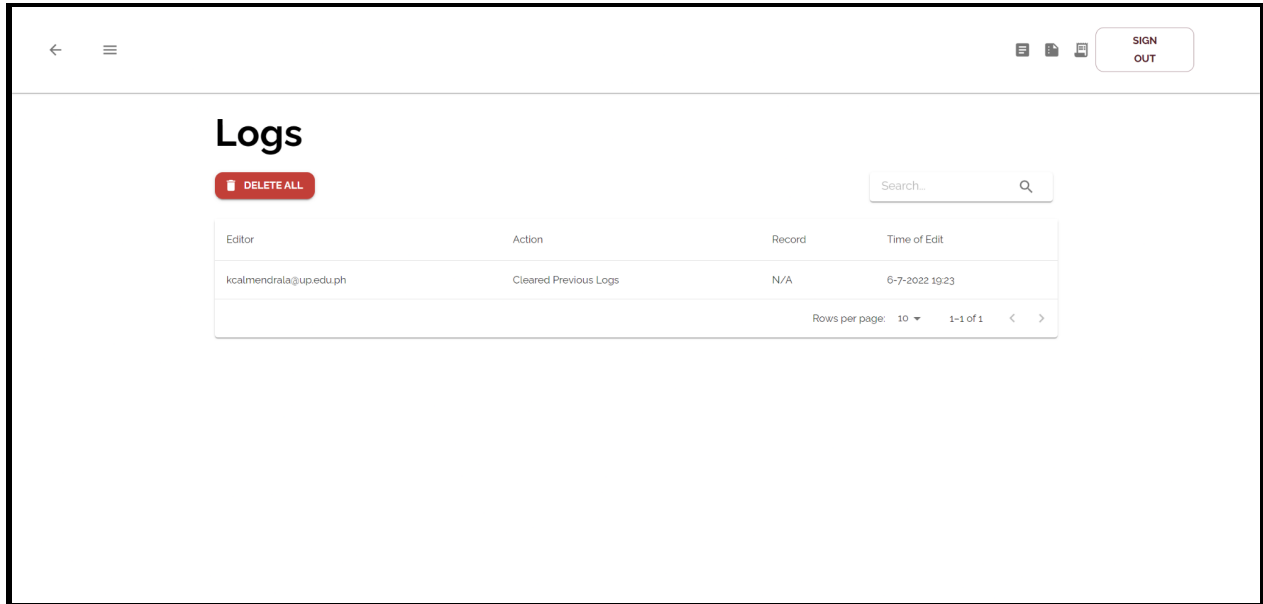 SIGN
OUT
Logs
DELETE ALL
Search...
Editor Action Record Time of Edit
kcalmendrala@up.edu.ph Cleared Previous Logs N/A 6-7-2022 19:23
Rows per page: 10 1-1 of 1